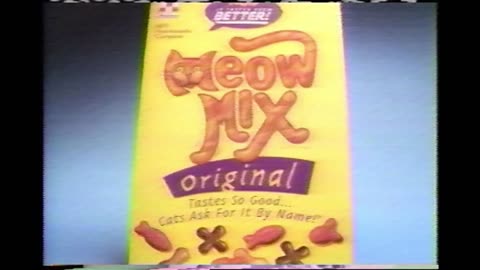 BETTER!
meow
MIX
original
Tastes So Good...
Cats Ask For It By Name!